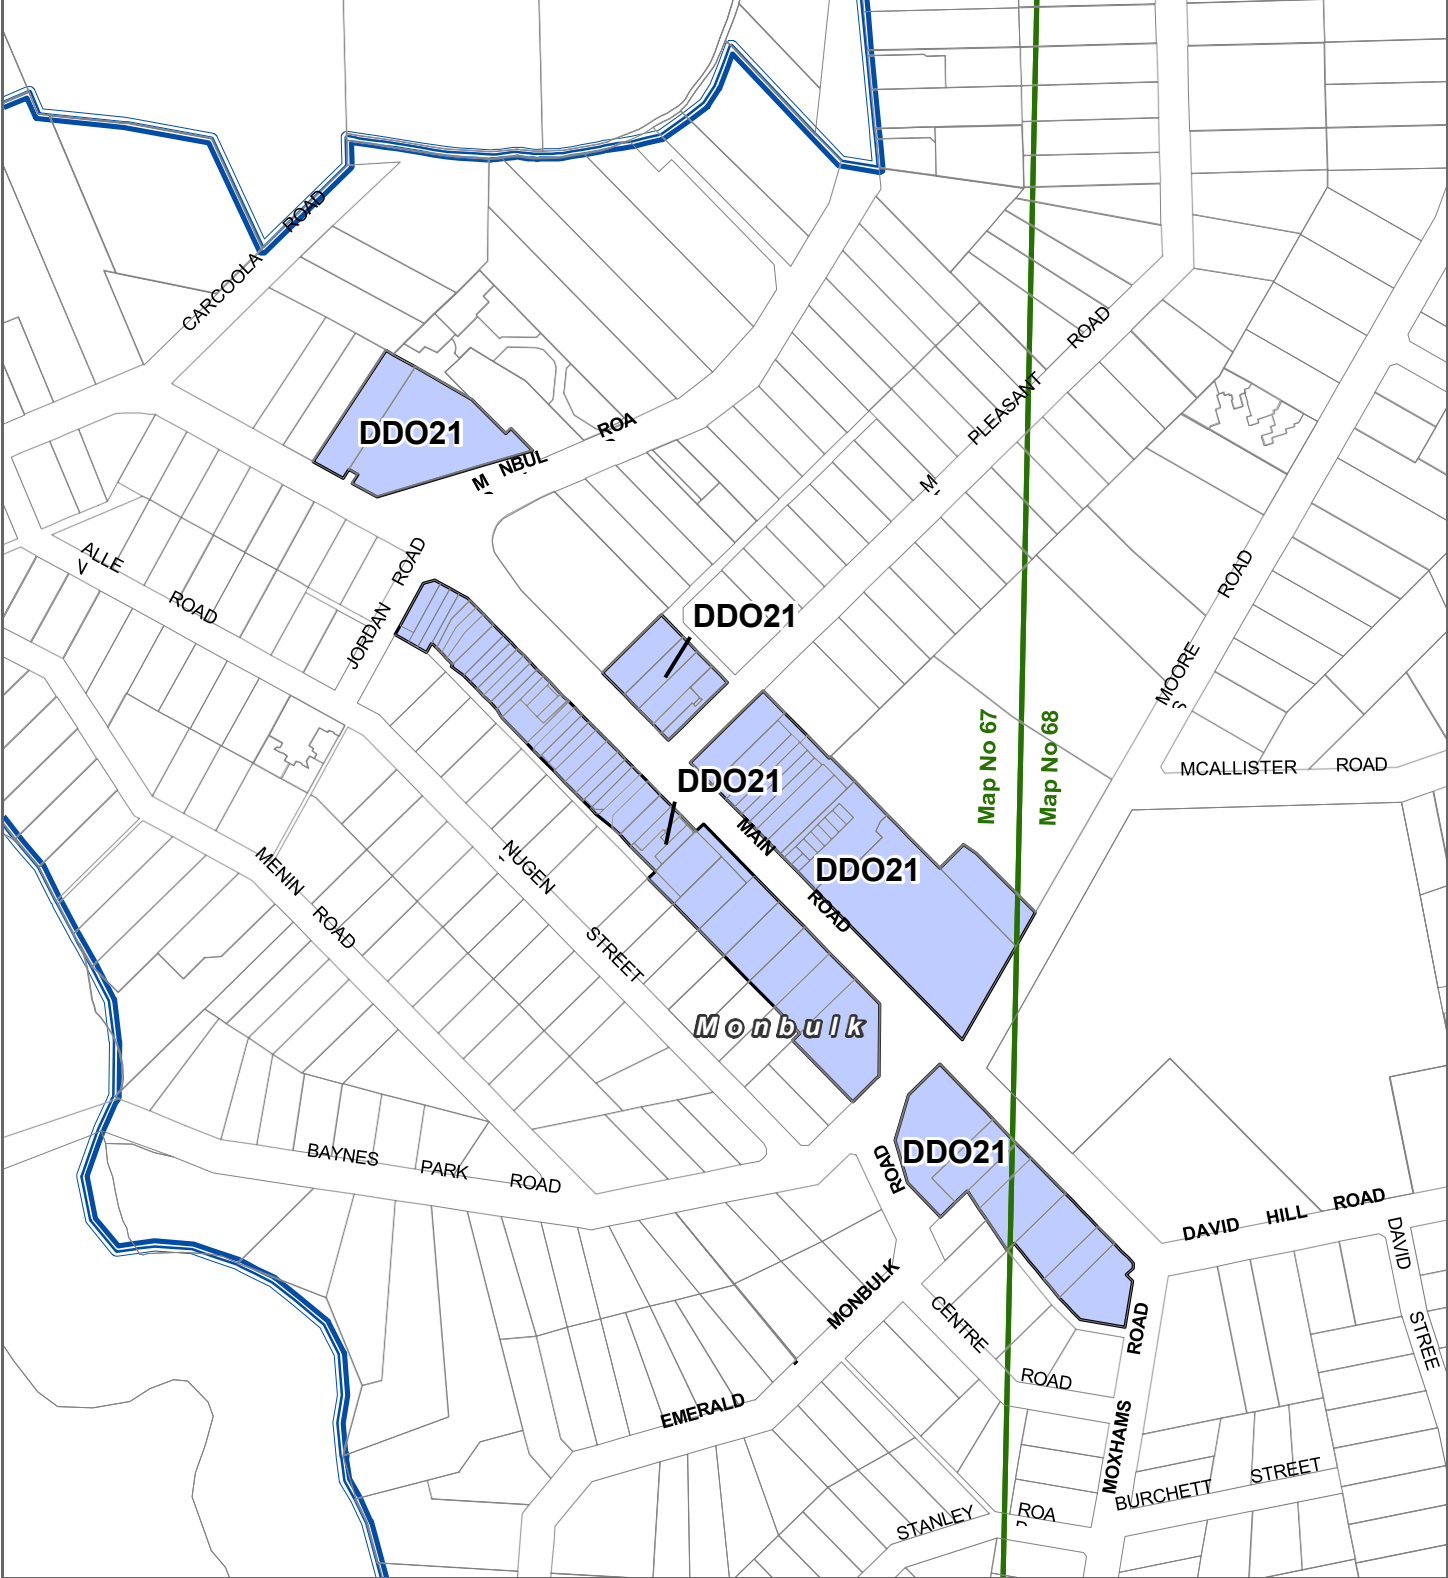 CARCOOLA ROAD
DDO21
M NBUL ROA
M PLEASANT ROAD
ALLE
V
ROAD
JORDAN ROAD
DDO21
MOORE
S
ROAD
Map No 67
Map No 68
MCALLISTER ROAD
DDO21
MAIN ROAD
DDO21
NUGEN STREET
MENIN ROAD
Monbulk
BAYNES PARK ROAD
ROAD
DDO21
DAVID HILL ROAD
DAVID STREE
MONBULK
EMERALD
CENTRE ROAD
ROAD
MOXHAMS
BURCHETT STREET
STANLEY ROA